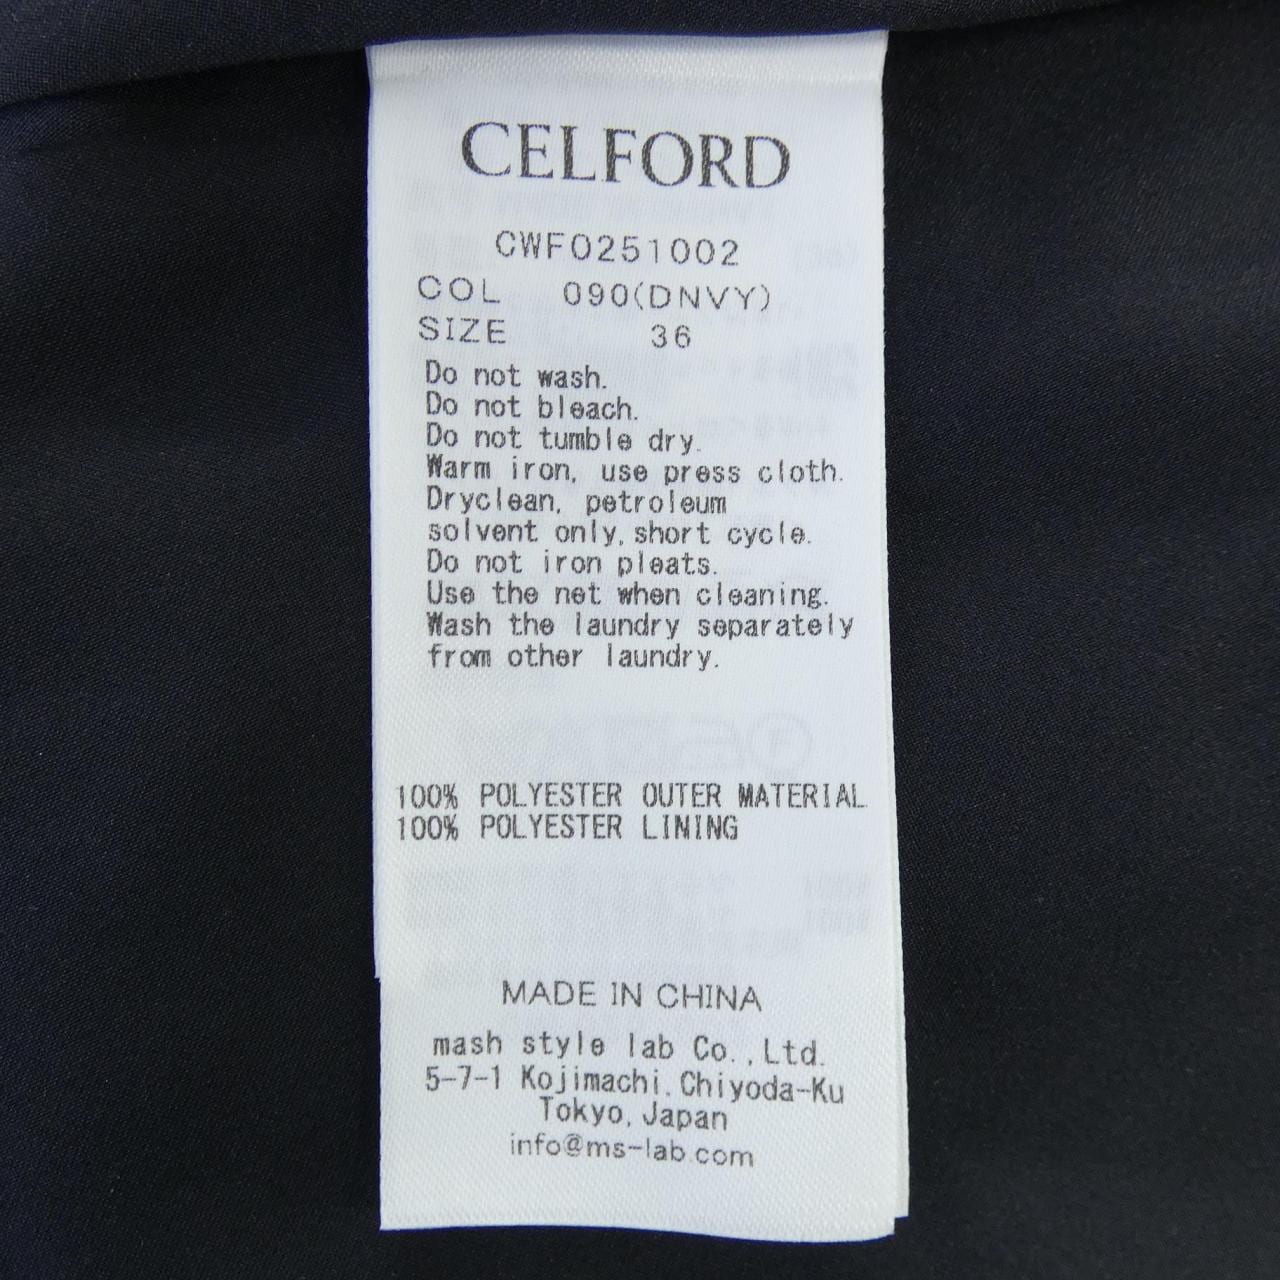 CELFORD
CWFO251002
COL 090(DNVY)
SIZE 36
Do not wash.
Do not bleach.
Do not tumble dry.
Warm iron, use press cloth.
Dryclean, petroleum
solvent only, short cycle.
Do not iron pleats.
Use the net when cleaning.
Wash the laundry separately
from other laundry.
100% POLYESTER OUTER MATERIAL
100% POLYESTER LINING
MADE IN CHINA
mash style lab Co.,Ltd.
5-7-1 Kojimachi.Chiyoda-Ku
Tokyo,Japan
info@ms-lab.com